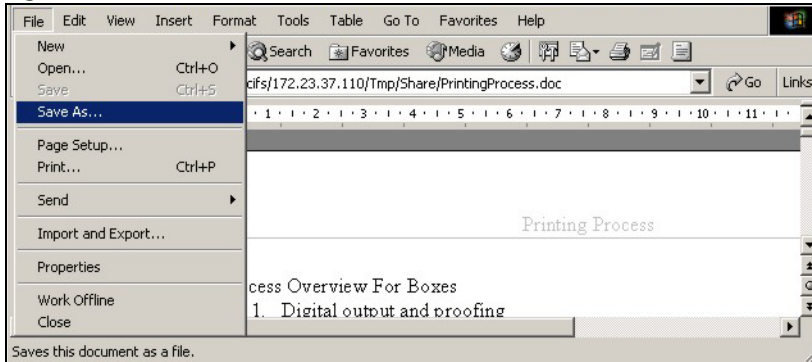 File Edit View Insert Format Tools Table Go To Favorites Help
New
Open... Ctrl+O
Save Ctrl+S
Save As...
Page Setup...
Print... Ctrl+P
Send
Import and Export...
Properties
Work Offline
Close
Search Favorites Media
cifs/172.23.37.110/Tmp/Share/PrintingProcess.doc Go Links
1 2 3 4 5 6 7 8 9 10 11
Printing Process
cess Overview For Boxes
1. Digital output and proofing
Saves this document as a file.